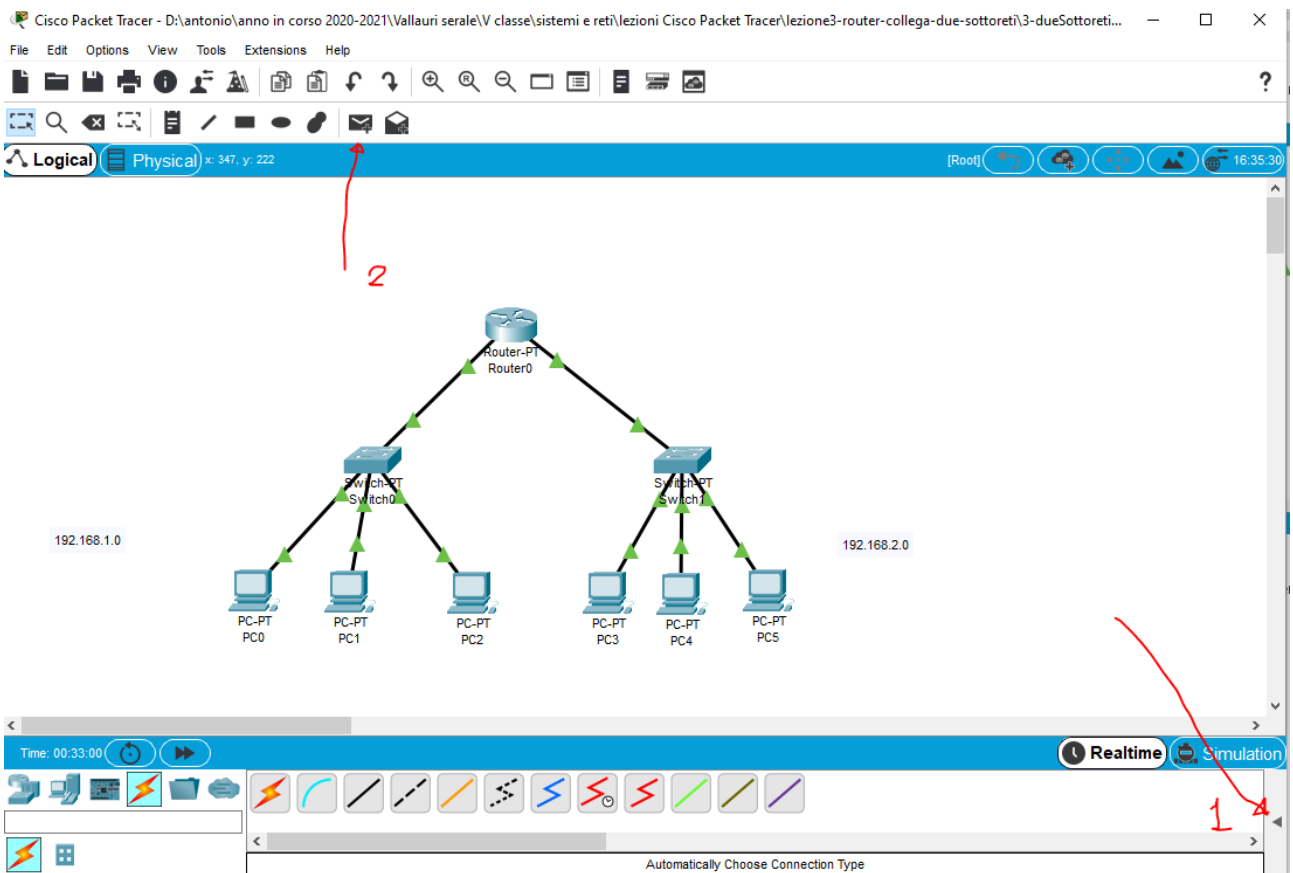 Cisco Packet Tracer - D:\antonio\anno in corso 2020-2021\Vallauri serale\V classe\sistemi e reti\lezioni Cisco Packet Tracer\lezione3-router-collega-due-sottoreti\3-dueSottoreti...
File Edit Options View Tools Extensions Help
?
Logical Physical x: 347, y: 222 [Root] 16:35:30
2
Router-PT
Router0
Switch-PT
Switch0
Switch-PT
Switch1
192.168.1.0
192.168.2.0
PC-PT
PC0
PC-PT
PC1
PC-PT
PC2
PC-PT
PC3
PC-PT
PC4
PC-PT
PC5
Time: 00:33:00 Realtime Simulation
1
Automatically Choose Connection Type